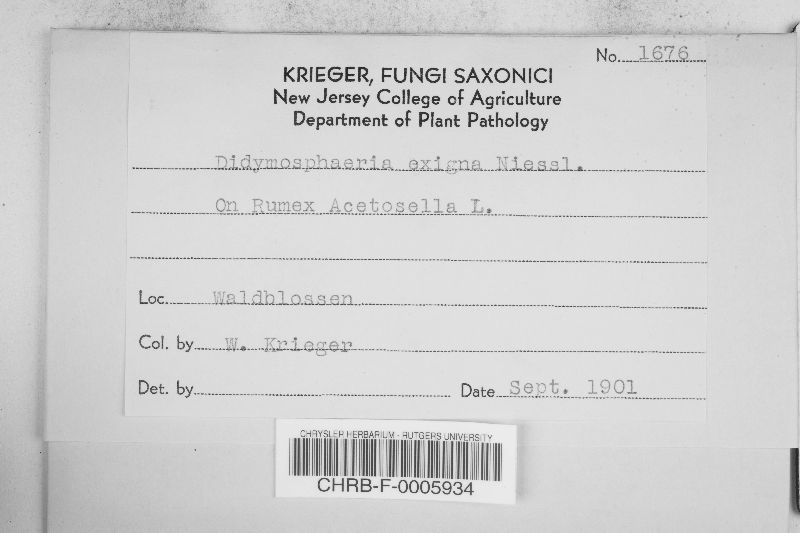 No. 1676
KRIEGER, FUNGI SAXONICI
New Jersey College of Agriculture
Department of Plant Pathology
Didymosphaeria exigna Niessl.
On Rumex Acetosella L.
Loc. Waldblossen
Col. by W. Krieger
Det. by Date Sept. 1901
CHRYSLER HERBARIUM - RUTGERS UNIVERSITY
CHRB-F-0005934